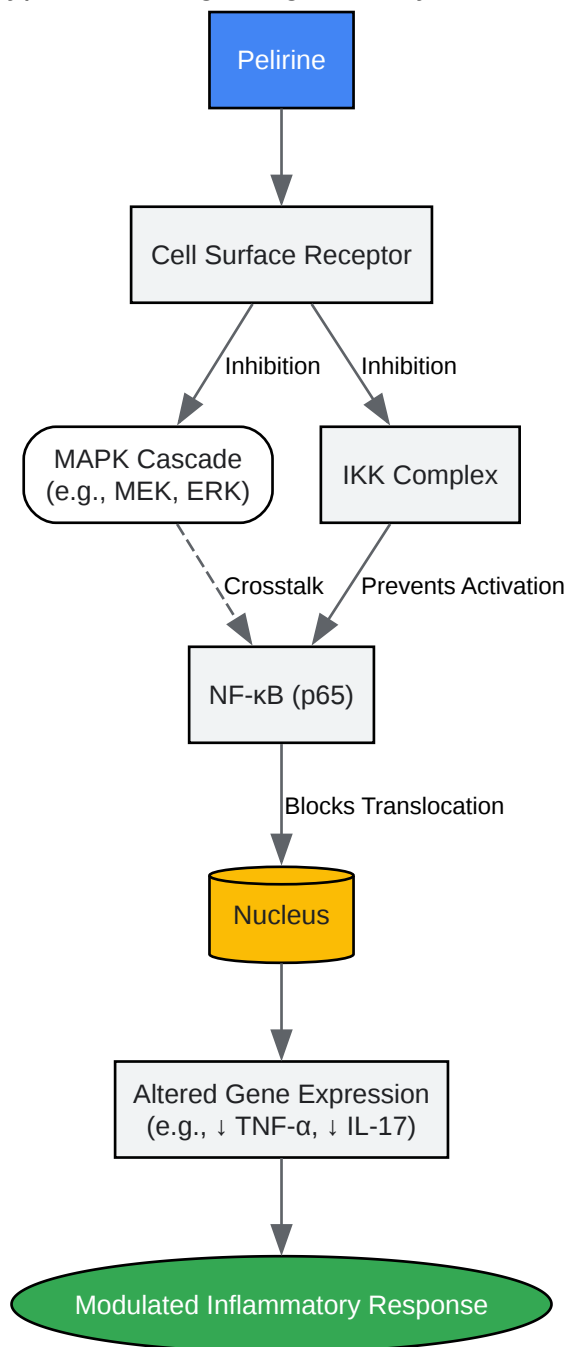 Pelirine
Cell Surface Receptor
Inhibition
Inhibition
MAPK Cascade
(e.g., MEK, ERK)
IKK Complex
Crosstalk
Prevents Activation
NF-κB (p65)
Blocks Translocation
Nucleus
Altered Gene Expression
(e.g., ↓ TNF-α, ↓ IL-17)
Modulated Inflammatory Response